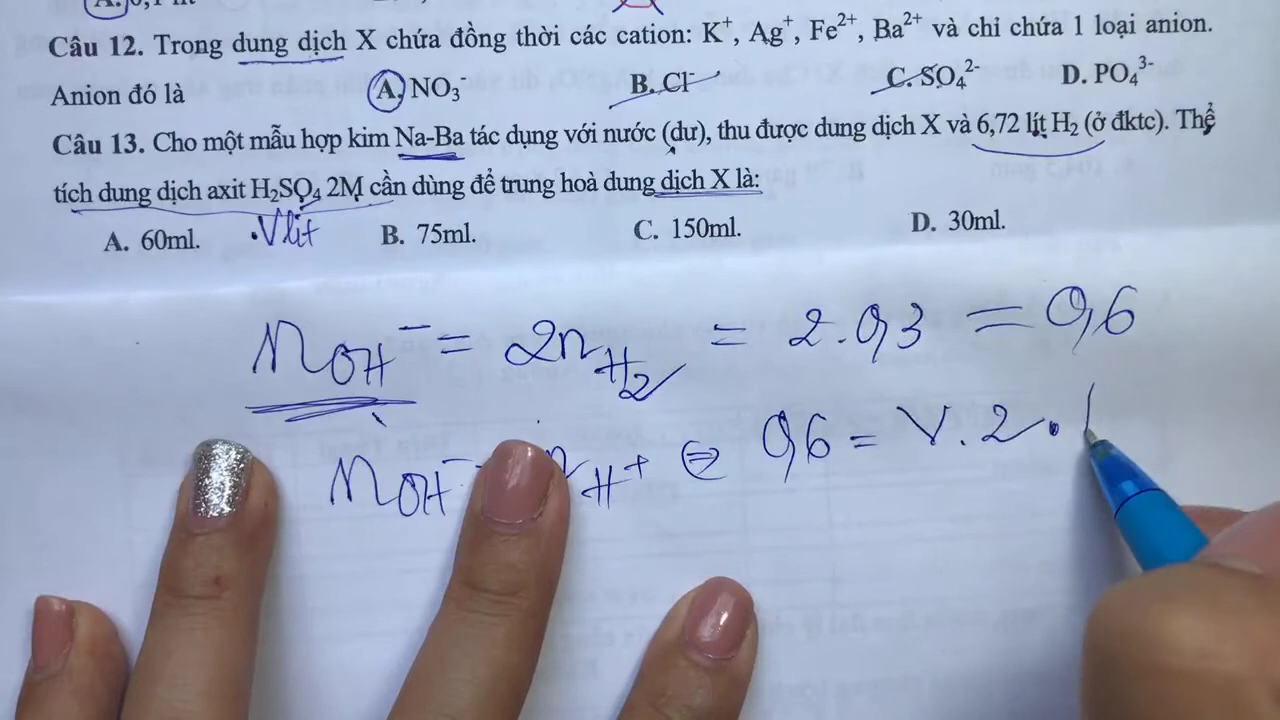 Câu 12. Trong dung dịch X chứa đồng thời các cation: K⁺, Ag⁺, Fe²⁺, Ba²⁺ và chỉ chứa 1 loại anion.
Anion đó là A. NO₃⁻ B. Cl⁻ C. SO₄²⁻ D. PO₄³⁻
Câu 13. Cho một mẫu hợp kim Na-Ba tác dụng với nước (dư), thu được dung dịch X và 6,72 lít H₂ (ở đktc). Thể
tích dung dịch axit H₂SO₄ 2M cần dùng để trung hoà dung dịch X là:
V lít
A. 60ml. B. 75ml. C. 150ml. D. 30ml.
n OH⁻ = 2n H₂ = 2.0,3 = 0,6
n OH⁻ n H⁺ ⇔ 0,6 = V.2.